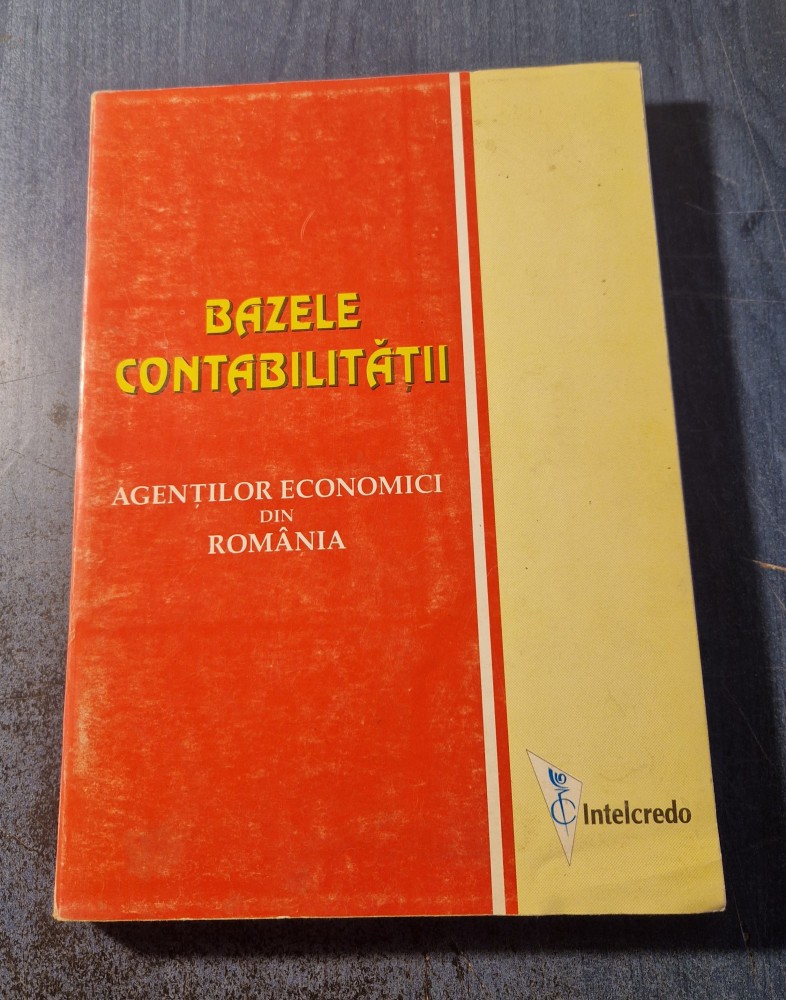 BAZELE
CONTABILITĂȚII
AGENȚILOR ECONOMICI
DIN
ROMÂNIA
Intelcredo